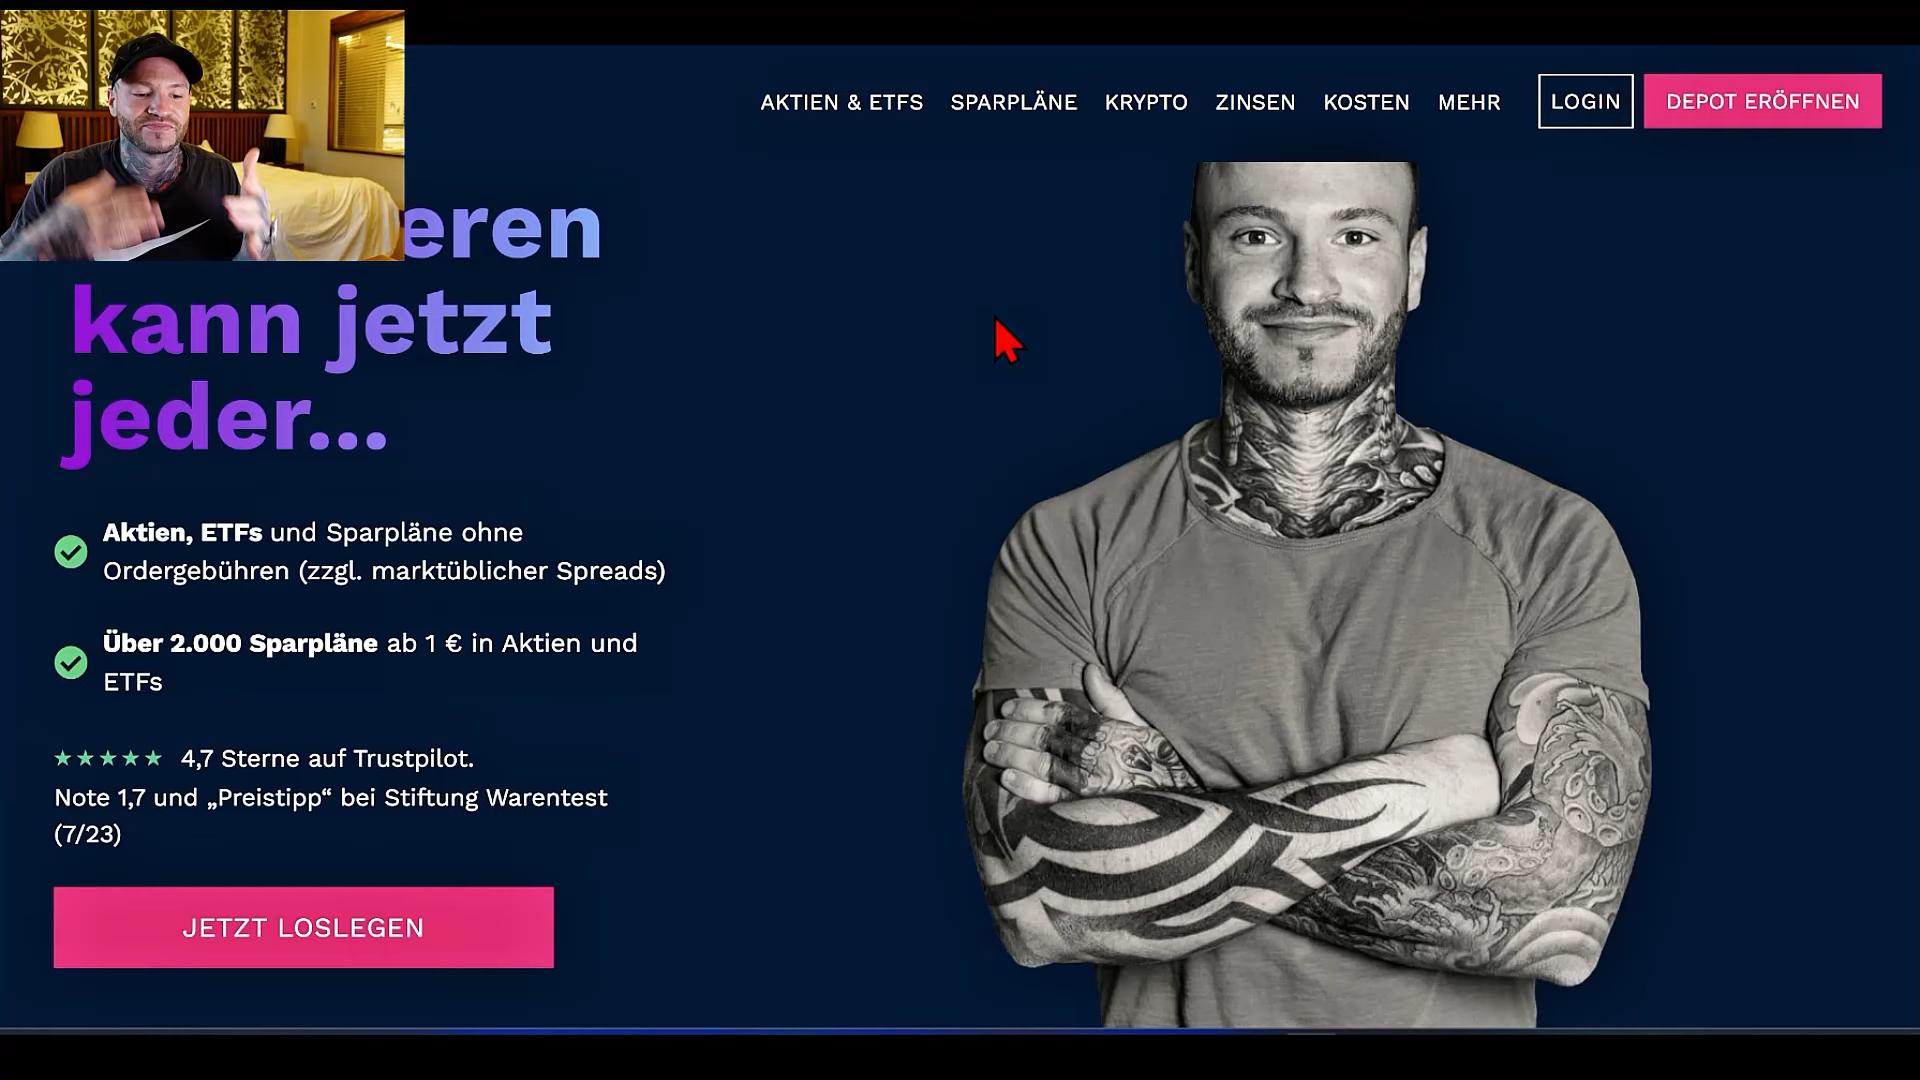 AKTIEN & ETFS SPARPLÄNE KRYPTO ZINSEN KOSTEN MEHR LOGIN DEPOT ERÖFFNEN
eren
kann jetzt
jeder...
Aktien, ETFs und Sparpläne ohne
Ordergebühren (zzgl. marktüblicher Spreads)
Über 2.000 Sparpläne ab 1 € in Aktien und
ETFs
4,7 Sterne auf Trustpilot.
Note 1,7 und „Preistipp“ bei Stiftung Warentest
(7/23)
JETZT LOSLEGEN